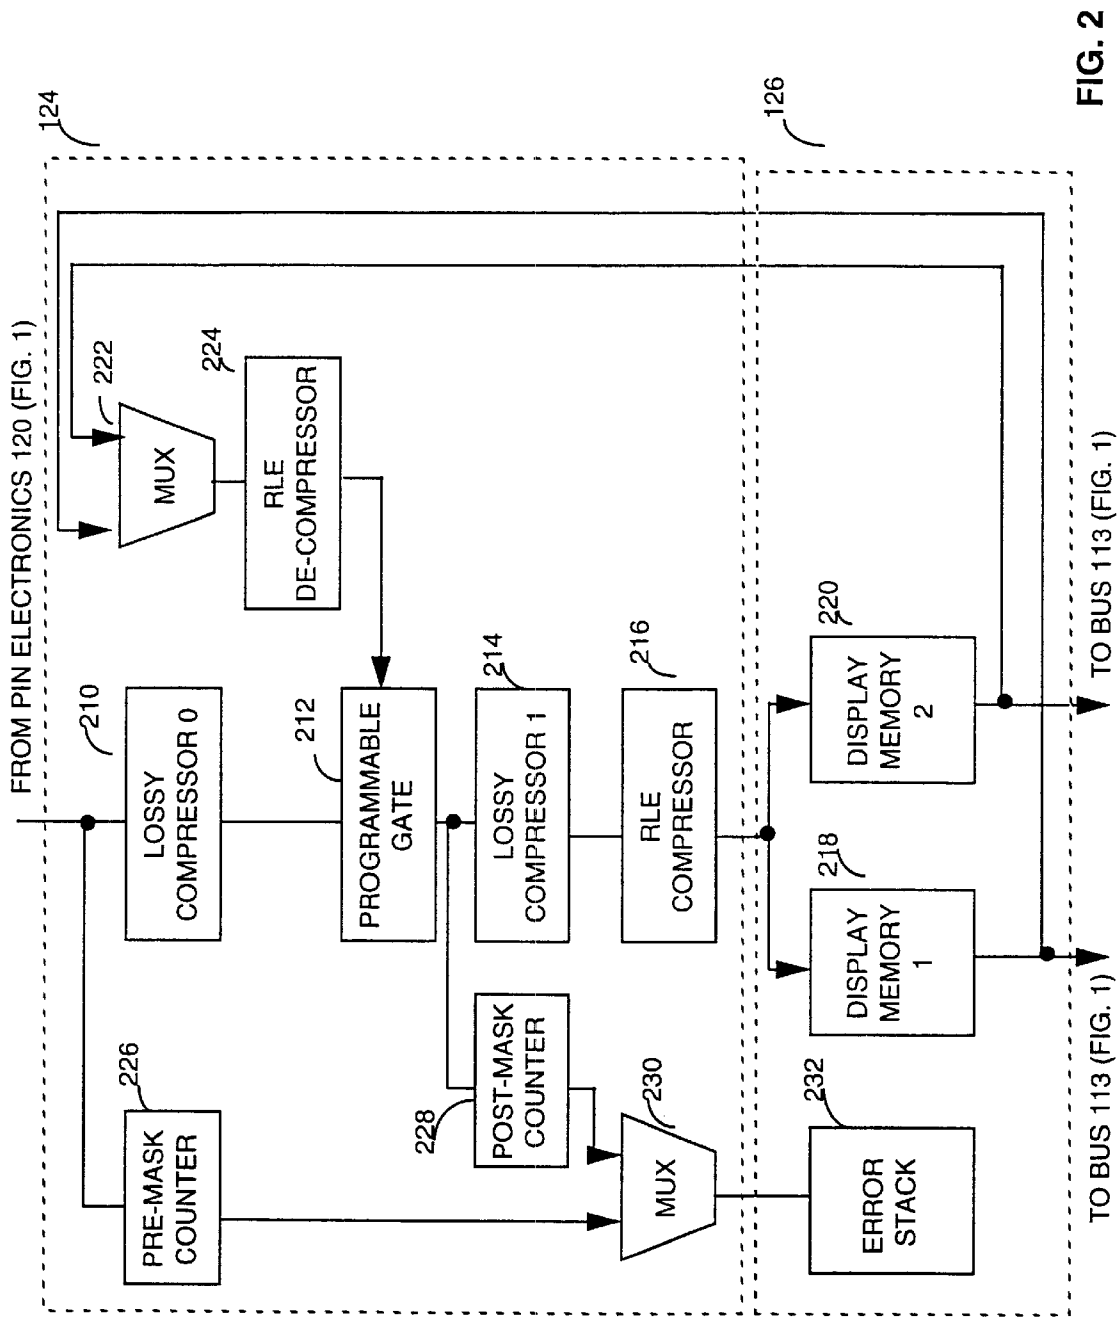 FROM PIN ELECTRONICS 120 (FIG. 1)
124
222
MUX
224
RLE
DE-COMPRESSOR
210
LOSSY
COMPRESSOR 0
226
PRE-MASK
COUNTER
212
PROGRAMMABLE
GATE
214
LOSSY
COMPRESSOR 1
228
POST-MASK
COUNTER
216
RLE
COMPRESSOR
230
MUX
126
220
DISPLAY
MEMORY
2
218
DISPLAY
MEMORY
1
232
ERROR
STACK
TO BUS 113 (FIG. 1)
TO BUS 113 (FIG. 1)
FIG. 2